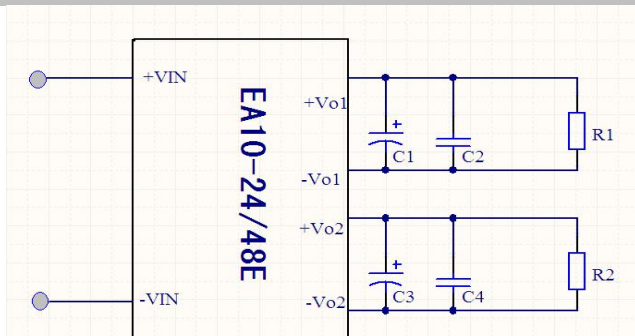 +VIN
+Vo1
C1
C2
R1
-Vo1
EA10-24/48E
+Vo2
-VIN
C3
C4
R2
-Vo2